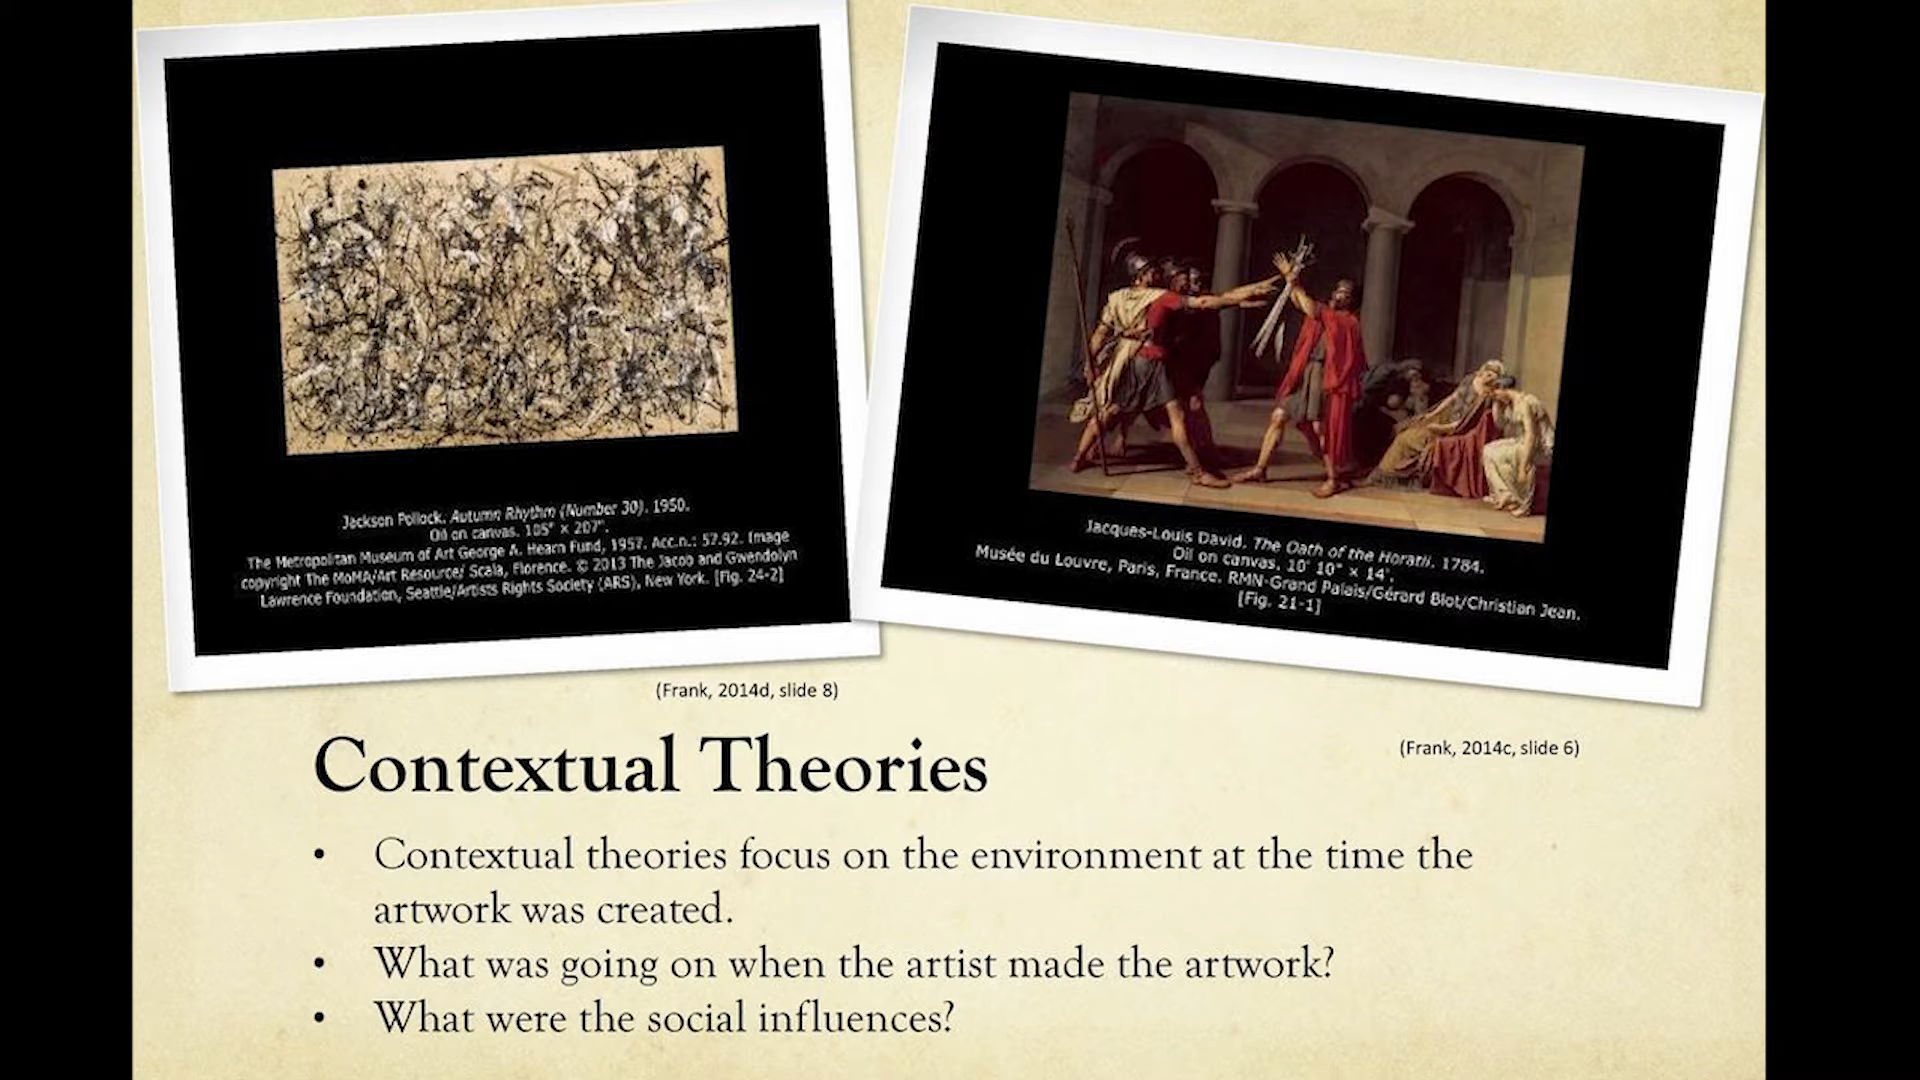 Jackson Pollock. Autumn Rhythm (Number 30). 1950.
Oil on canvas. 105" × 207".
The Metropolitan Museum of Art George A. Hearn Fund, 1957. Acc.n.: 57.92. Image
copyright The MoMA/Art Resource/ Scala, Florence. © 2013 The Jacob and Gwendolyn
Lawrence Foundation, Seattle/Artists Rights Society (ARS), New York. [Fig. 24-2]
Jacques-Louis David. The Oath of the Horatii. 1784.
Oil on canvas. 10' 10" × 14'.
Musée du Louvre, Paris, France. RMN-Grand Palais/Gérard Blot/Christian Jean.
[Fig. 21-1]
(Frank, 2014d, slide 8)
(Frank, 2014c, slide 6)
Contextual Theories
• Contextual theories focus on the environment at the time the
artwork was created.
• What was going on when the artist made the artwork?
• What were the social influences?